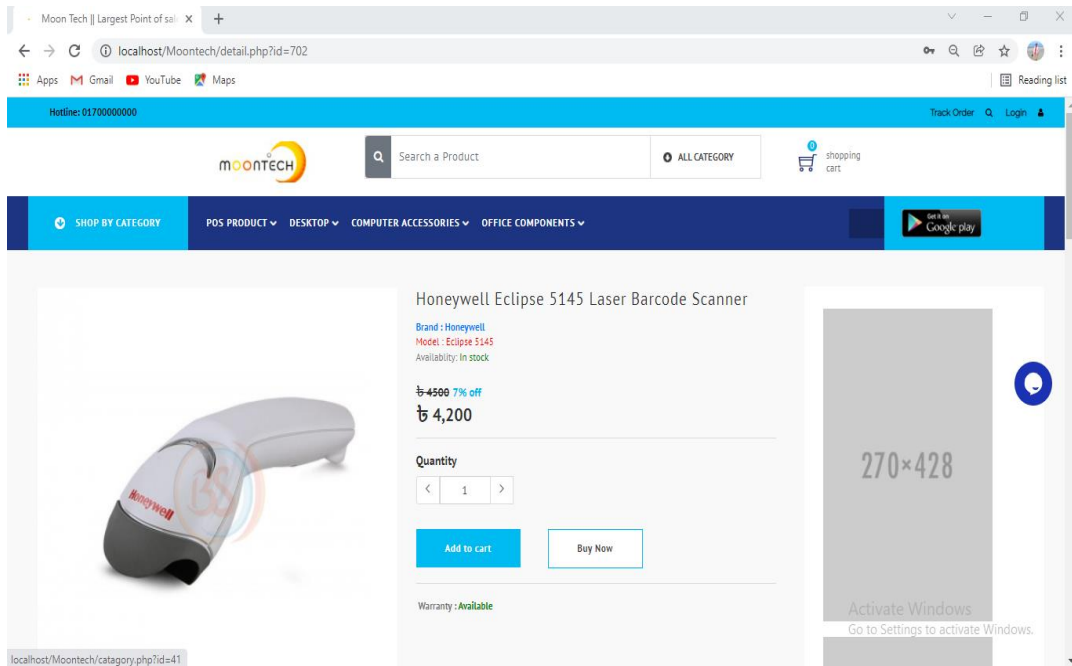 Moon Tech || Largest Point of sal
localhost/Moontech/detail.php?id=702
Apps Gmail YouTube Maps Reading list
Hotline: 01700000000 Track Order Login
moontech Search a Product ALL CATEGORY 0 shopping
cart
SHOP BY CATEGORY POS PRODUCT DESKTOP COMPUTER ACCESSORIES OFFICE COMPONENTS Get it on
Google play
Honeywell Eclipse 5145 Laser Barcode Scanner
Brand : Honeywell
Model : Eclipse 5145
Availablity: In stock
৳ 4500 7% off
৳ 4,200
Quantity
1
Add to cart Buy Now
Warranty : Available
Honeywell
270×428
Activate Windows
Go to Settings to activate Windows.
localhost/Moontech/catagory.php?id=41